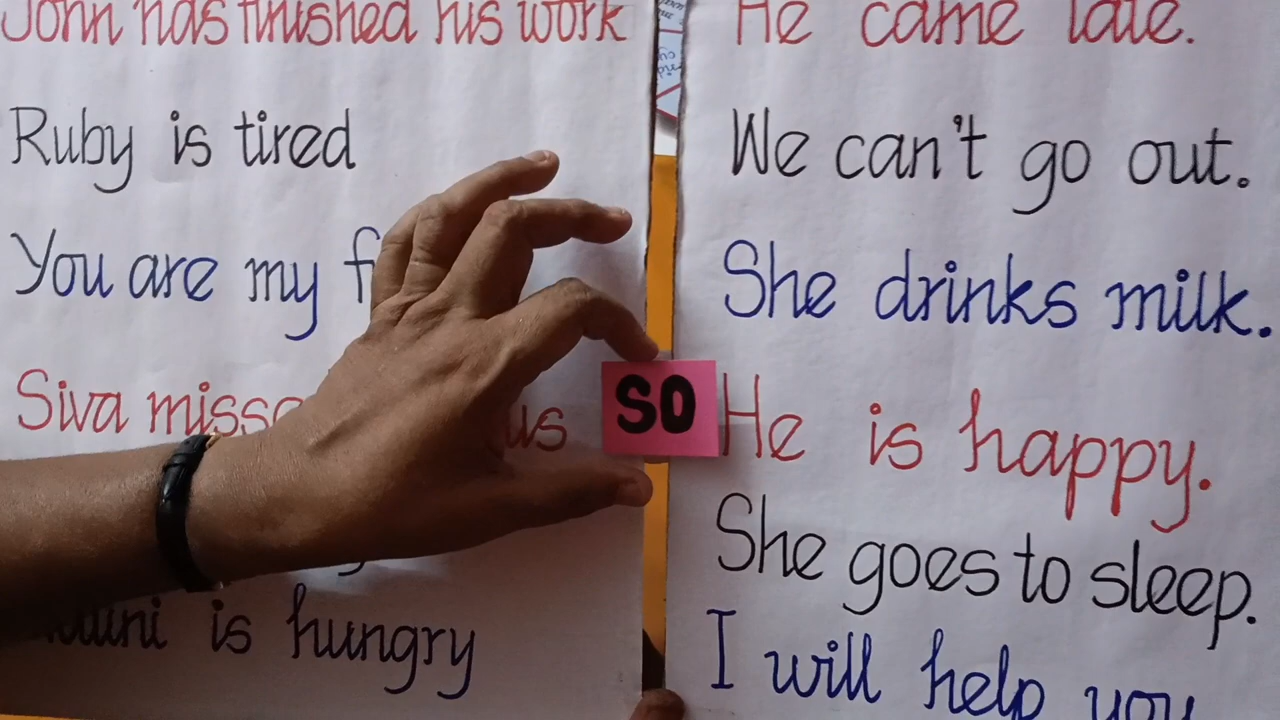 John has finished his work
Ruby is tired
You are my
Siva
is hungry
so
He came late.
We can't go out.
She drinks milk.
He is happy.
She goes to sleep.
I will help you